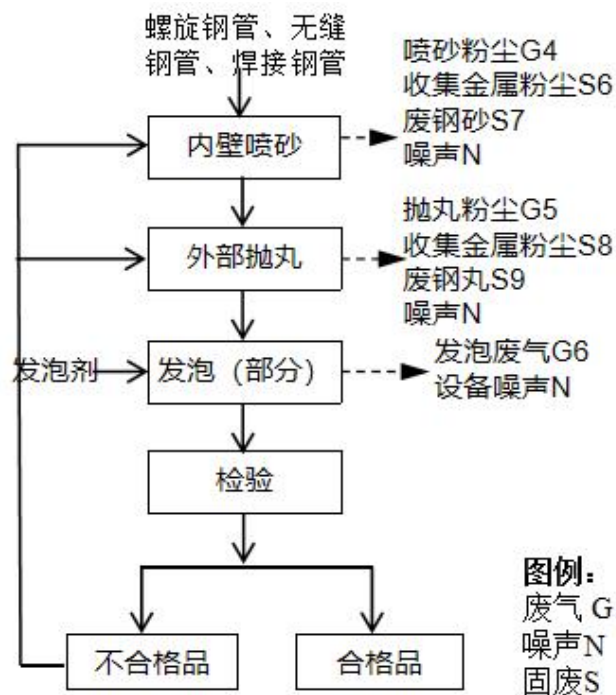 螺旋钢管、无缝
钢管、焊接钢管
喷砂粉尘G4
收集金属粉尘S6
废钢砂S7
噪声N
内壁喷砂
抛丸粉尘G5
收集金属粉尘S8
废钢丸S9
噪声N
外部抛丸
发泡剂
发泡（部分）
发泡废气G6
设备噪声N
检验
不合格品
合格品
图例：
废气 G
噪声N
固废S